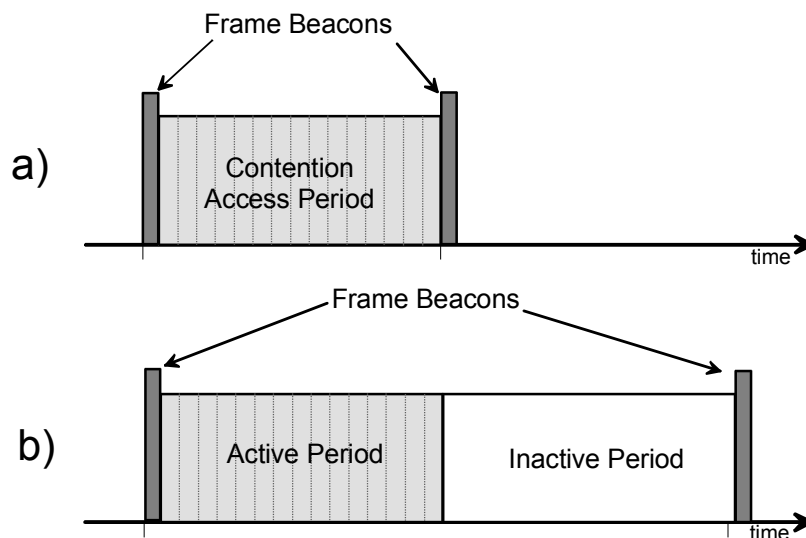 Frame Beacons
a)
Contention
Access Period
time
Frame Beacons
b)
Active Period
Inactive Period
time